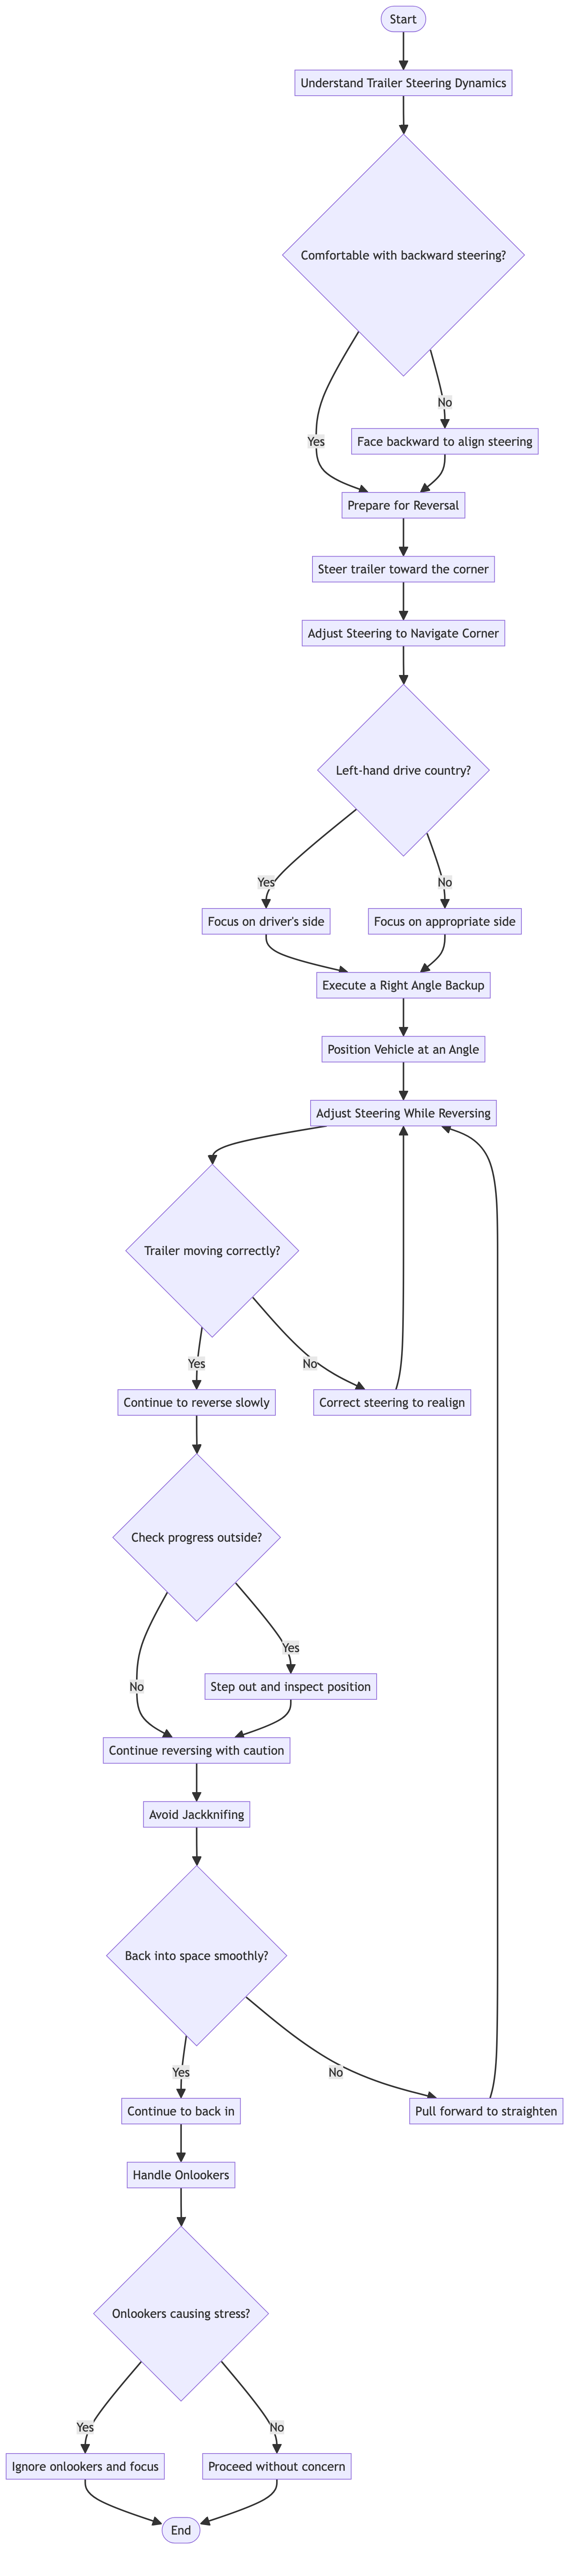 Start
Understand Trailer Steering Dynamics
Comfortable with backward steering?
No
Yes
Face backward to align steering
Prepare for Reversal
Steer trailer toward the corner
Adjust Steering to Navigate Corner
Left-hand drive country?
Yes
No
Focus on driver's side
Focus on appropriate side
Execute a Right Angle Backup
Position Vehicle at an Angle
Adjust Steering While Reversing
Trailer moving correctly?
Yes
No
Continue to reverse slowly
Correct steering to realign
Check progress outside?
Yes
No
Step out and inspect position
Continue reversing with caution
Avoid Jackknifing
Back into space smoothly?
Yes
No
Continue to back in
Pull forward to straighten
Handle Onlookers
Onlookers causing stress?
Yes
No
Ignore onlookers and focus
Proceed without concern
End